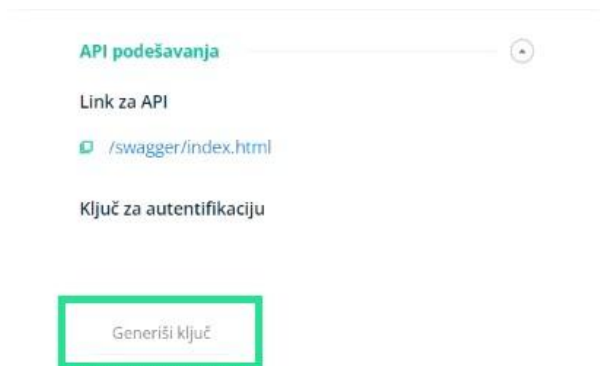 API podešavanja
Link za API
/swagger/index.html
Ključ za autentifikaciju
Generiši ključ